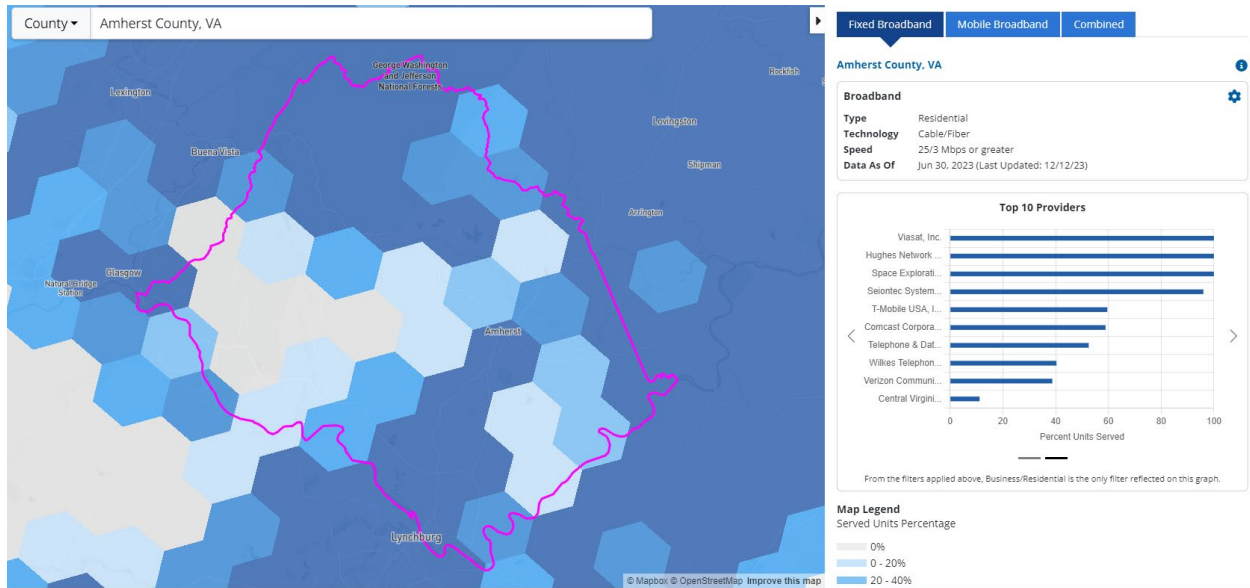 County
Amherst County, VA
George Washington
and Jefferson
National Forests
Rockfish
Lexington
Lovingston
Buena Vista
Shipman
Arrington
Glasgow
Natural Bridge
Station
Amherst
Lynchburg
© Mapbox © OpenStreetMap Improve this map
Fixed Broadband
Mobile Broadband
Combined
Amherst County, VA
Broadband
Type Residential
Technology Cable/Fiber
Speed 25/3 Mbps or greater
Data As Of Jun 30, 2023 (Last Updated: 12/12/23)
Top 10 Providers
Viasat, Inc.
Hughes Network ...
Space Explorati...
Seiontec System...
T-Mobile USA, I...
Comcast Corpora...
Telephone & Dat...
Wilkes Telephon...
Verizon Communi...
Central Virgini...
0 20 40 60 80 100
Percent Units Served
From the filters applied above, Business/Residential is the only filter reflected on this graph.
Map Legend
Served Units Percentage
0%
0 - 20%
20 - 40%